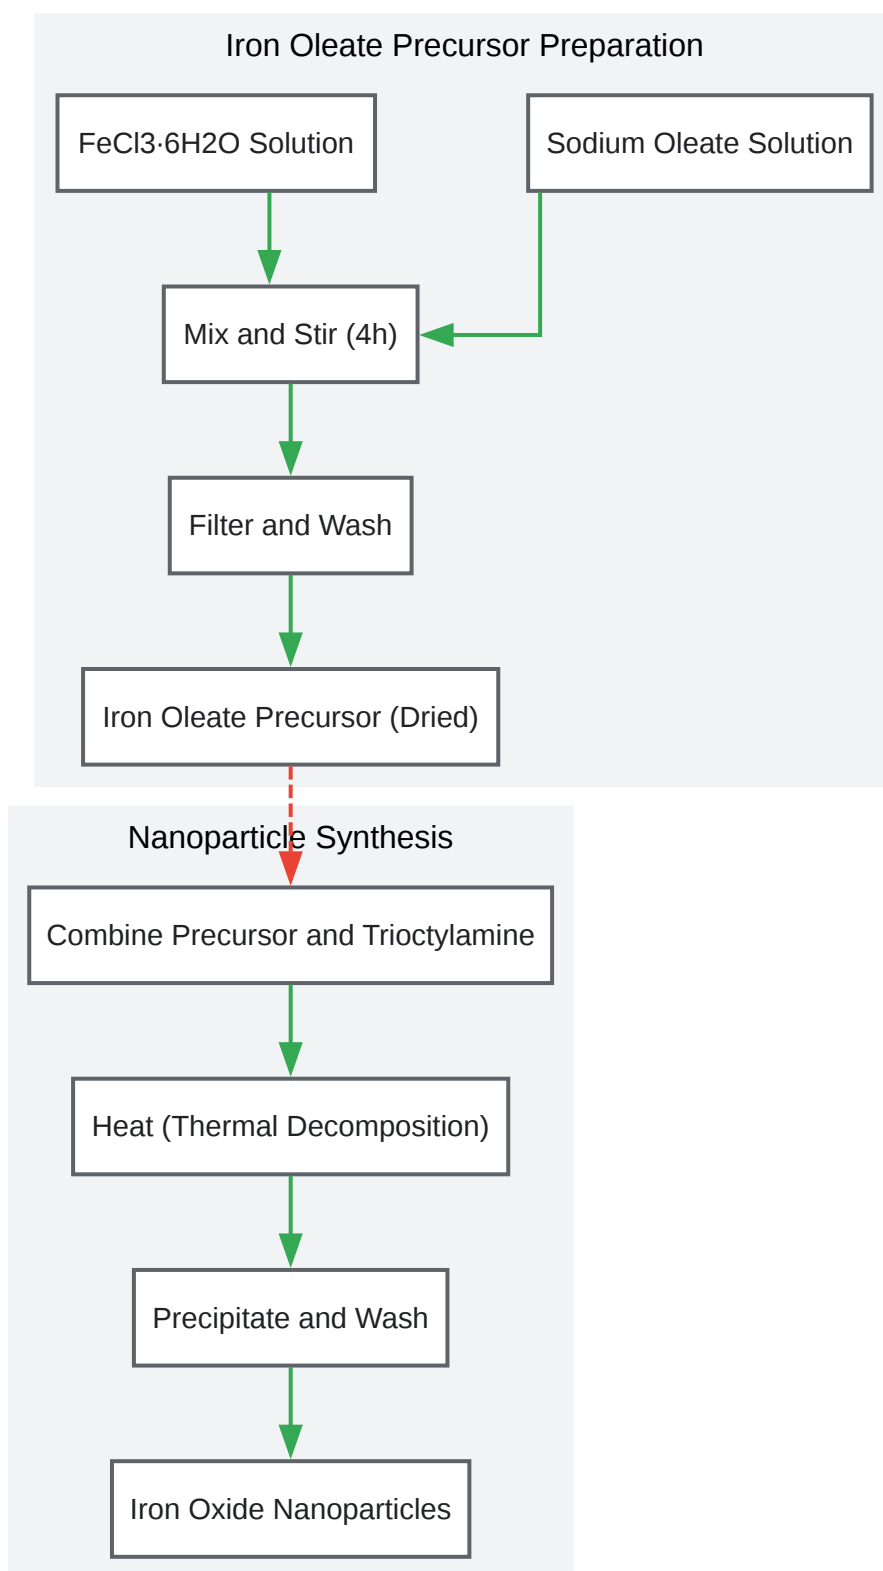 Iron Oleate Precursor Preparation
FeCl3·6H2O Solution
Sodium Oleate Solution
Mix and Stir (4h)
Filter and Wash
Iron Oleate Precursor (Dried)
Nanoparticle Synthesis
Combine Precursor and Trioctylamine
Heat (Thermal Decomposition)
Precipitate and Wash
Iron Oxide Nanoparticles